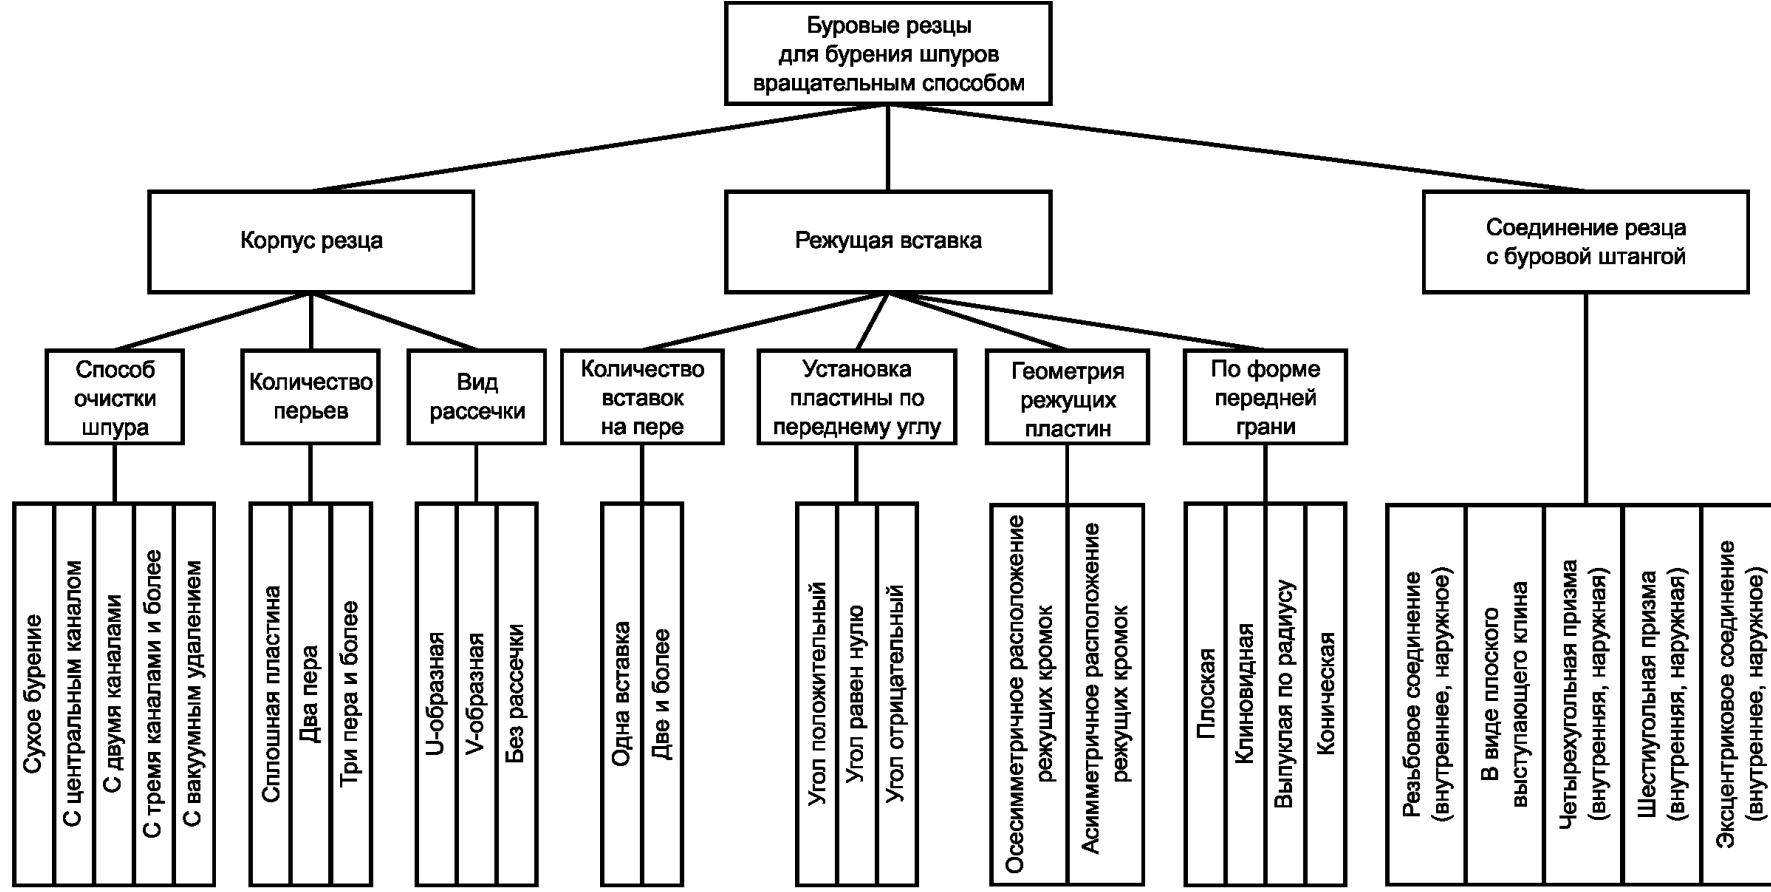 Буровые резцы
для бурения шпуров
вращательным способом
Корпус резца
Режущая вставка
Соединение резца
с буровой штангой
Способ
очистки
шпура
Количество
перьев
Вид
рассечки
Количество
вставок
на пере
Установка
пластины по
переднему углу
Геометрия
режущих
пластин
По форме
передней
грани
Сухое бурение
С центральным каналом
С двумя каналами
С тремя каналами и более
С вакуумным удалением
Сплошная пластина
Два пера
Три пера и более
U-образная
V-образная
Без рассечки
Одна вставка
Две и более
Угол положительный
Угол равен нулю
Угол отрицательный
Осесимметричное расположение
режущих кромок
Асимметричное расположение
режущих кромок
Плоская
Клиновидная
Выпуклая по радиусу
Коническая
Резьбовое соединение
(внутреннее, наружное)
В виде плоского
выступающего клина
Четырехугольная призма
(внутренняя, наружная)
Шестиугольная призма
(внутренняя, наружная)
Эксцентриковое соединение
(внутреннее, наружное)